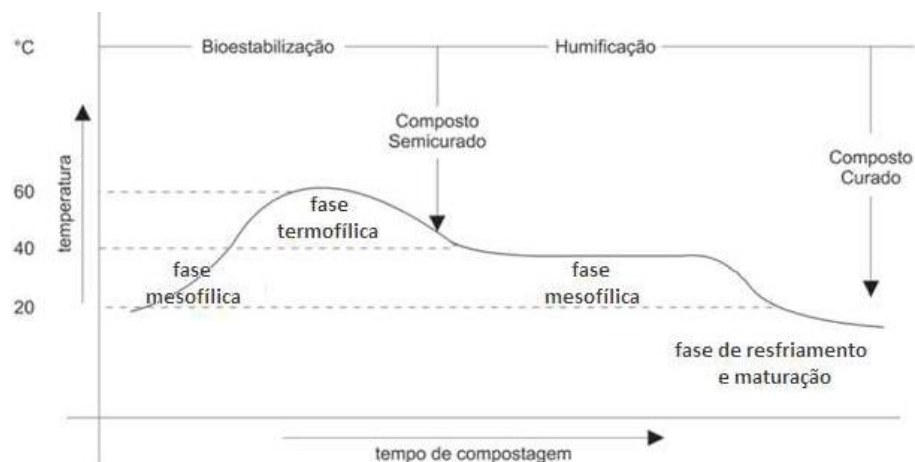 °C
Bioestabilização
Humificação
Composto
Semicurado
Composto
Curado
temperatura
60
40
20
fase
termofílica
fase
mesofílica
fase
mesofílica
fase de resfriamento
e maturação
tempo de compostagem